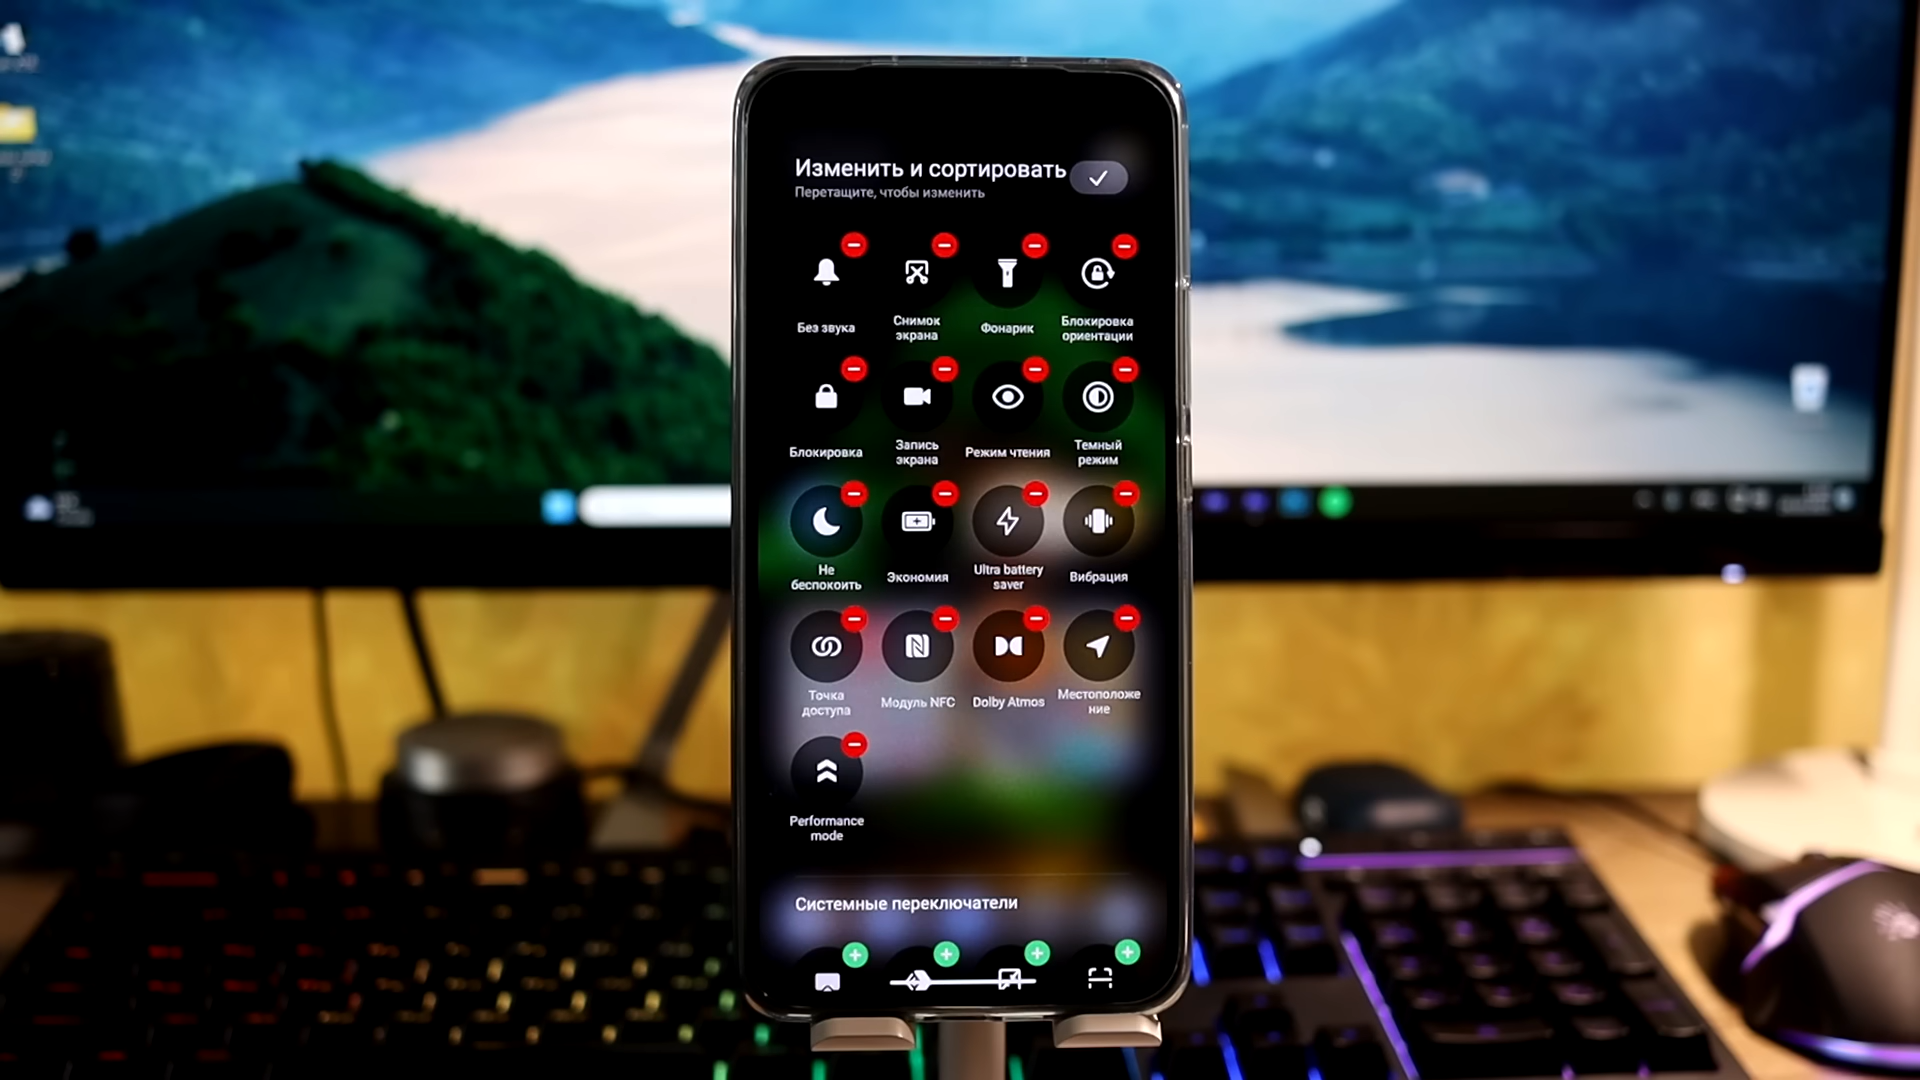 Изменить и сортировать
Перетащите, чтобы изменить
Без звука
Снимок
экрана
Фонарик
Блокировка
ориентации
Блокировка
Запись
экрана
Режим чтения
Темный
режим
Не
беспокоить
Экономия
Ultra battery
saver
Вибрация
Точка
доступа
Модуль NFC
Dolby Atmos
Местоположе
ние
Performance
mode
Системные переключатели